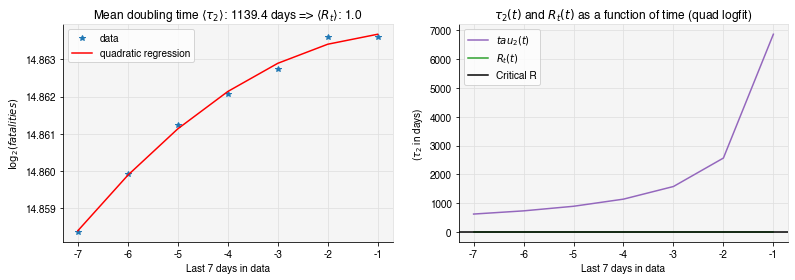 Mean doubling time ⟨τ₂⟩: 1139.4 days => ⟨Rₜ⟩: 1.0
data
quadratic regression
14.863
14.862
14.861
14.860
14.859
log₂(fatalities)
-7 -6 -5 -4 -3 -2 -1
Last 7 days in data
τ₂(t) and Rₜ(t) as a function of time (quad logfit)
tau₂(t)
Rₜ(t)
Critical R
7000
6000
5000
4000
3000
2000
1000
0
(τ₂ in days)
-7 -6 -5 -4 -3 -2 -1
Last 7 days in data